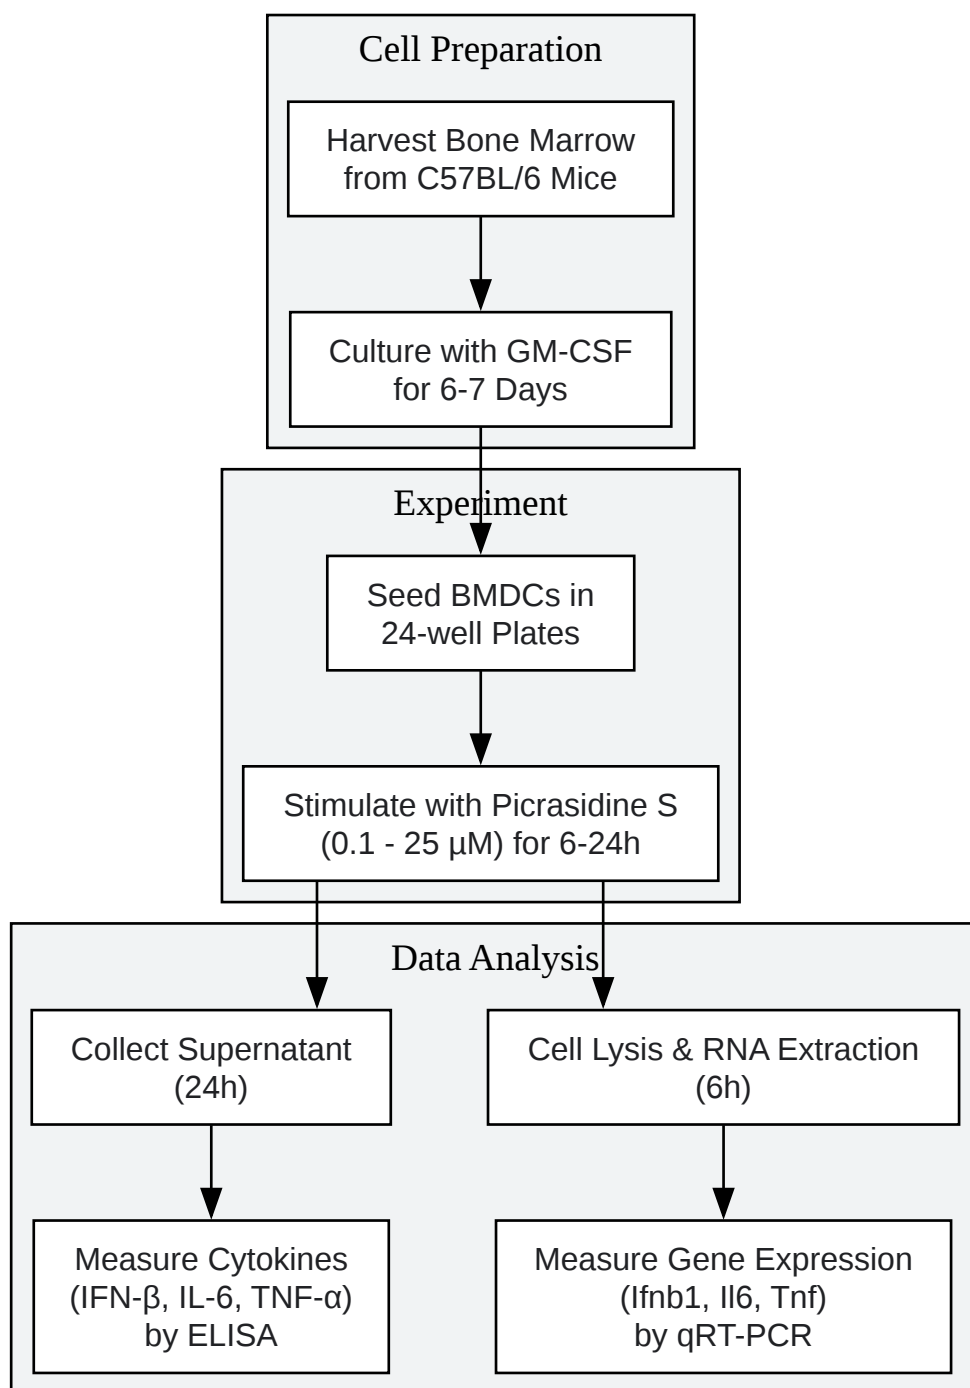 Cell Preparation
Harvest Bone Marrow
from C57BL/6 Mice
Culture with GM-CSF
for 6-7 Days
Experiment
Seed BMDCs in
24-well Plates
Stimulate with Picrasidine S
(0.1 - 25 µM) for 6-24h
Data Analysis
Collect Supernatant
(24h)
Cell Lysis & RNA Extraction
(6h)
Measure Cytokines
(IFN-β, IL-6, TNF-α)
by ELISA
Measure Gene Expression
(Ifnb1, Il6, Tnf)
by qRT-PCR